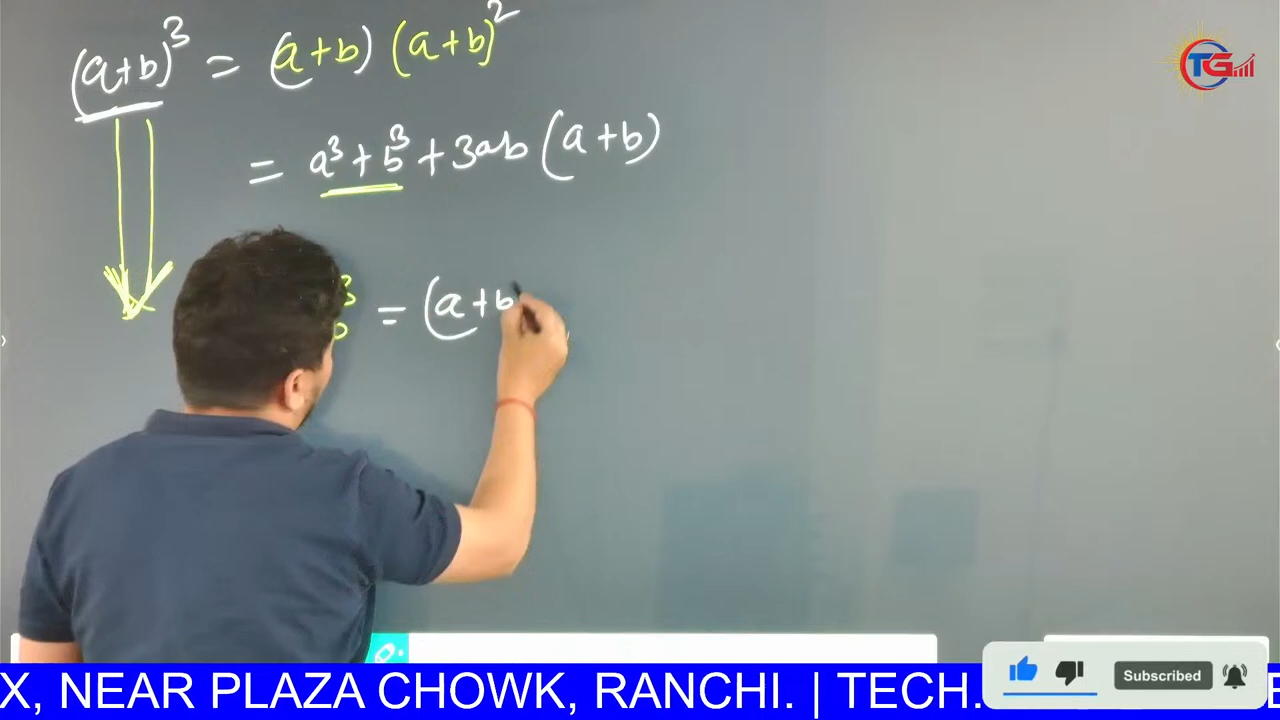 (a+b)³ = (a+b) (a+b)²
TG
= a³+b³+3ab (a+b)
= (a+b
X, NEAR PLAZA CHOWK, RANCHI. | TECH.
Subscribed